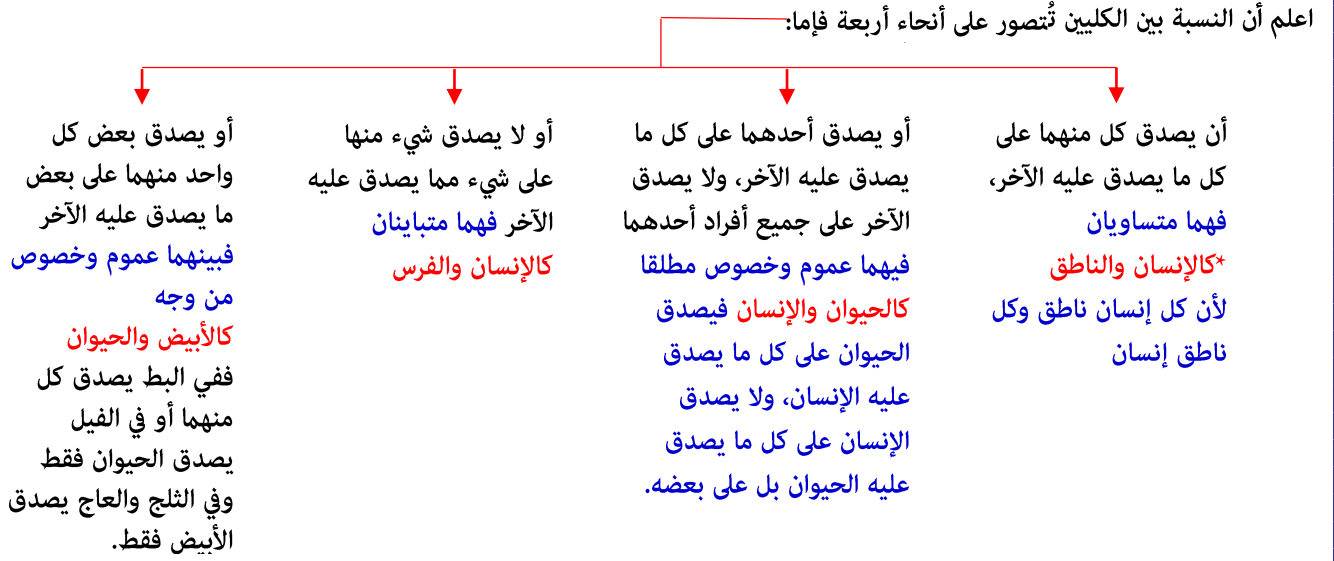 اعلم أن النسبة بين الكليين تُتصور على أنحاء أربعة فإما:
أن يصدق كل منهما على
كل ما يصدق عليه الآخر،
فهما متساويان
*كالإنسان والناطق
لأن كل إنسان ناطق وكل
ناطق إنسان
أو يصدق أحدهما على كل ما
يصدق عليه الآخر، ولا يصدق
الآخر على جميع أفراد أحدهما
فيهما عموم وخصوص مطلقا
كالحيوان والإنسان فيصدق
الحيوان على كل ما يصدق
عليه الإنسان، ولا يصدق
الإنسان على كل ما يصدق
عليه الحيوان بل على بعضه.
أو لا يصدق شيء منها
على شيء مما يصدق عليه
الآخر فهما متباينان
كالإنسان والفرس
أو يصدق بعض كل
واحد منهما على بعض
ما يصدق عليه الآخر
فبينهما عموم وخصوص
من وجه
كالأبيض والحيوان
ففي البط يصدق كل
منهما أو في الفيل
يصدق الحيوان فقط
وفي الثلج والعاج يصدق
الأبيض فقط.